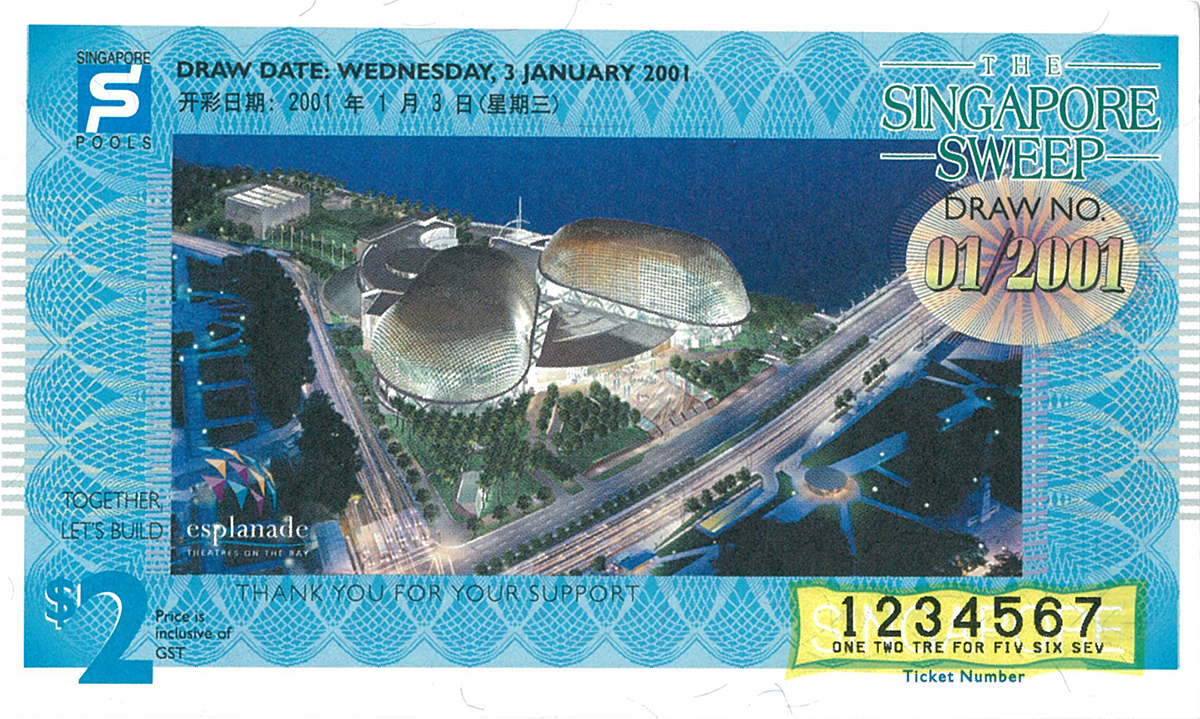 SINGAPORE
POOLS
DRAW DATE: WEDNESDAY, 3 JANUARY 2001
开彩日期: 2001 年 1 月 3 日(星期三)
THE
SINGAPORE
SWEEP
DRAW NO.
01/2001
TOGETHER,
LET'S BUILD
esplanade
THEATRES ON THE BAY
THANK YOU FOR YOUR SUPPORT
$2
Price is
inclusive of
GST
SINGAPORE
1234567
ONE TWO TRE FOR FIV SIX SEV
Ticket Number